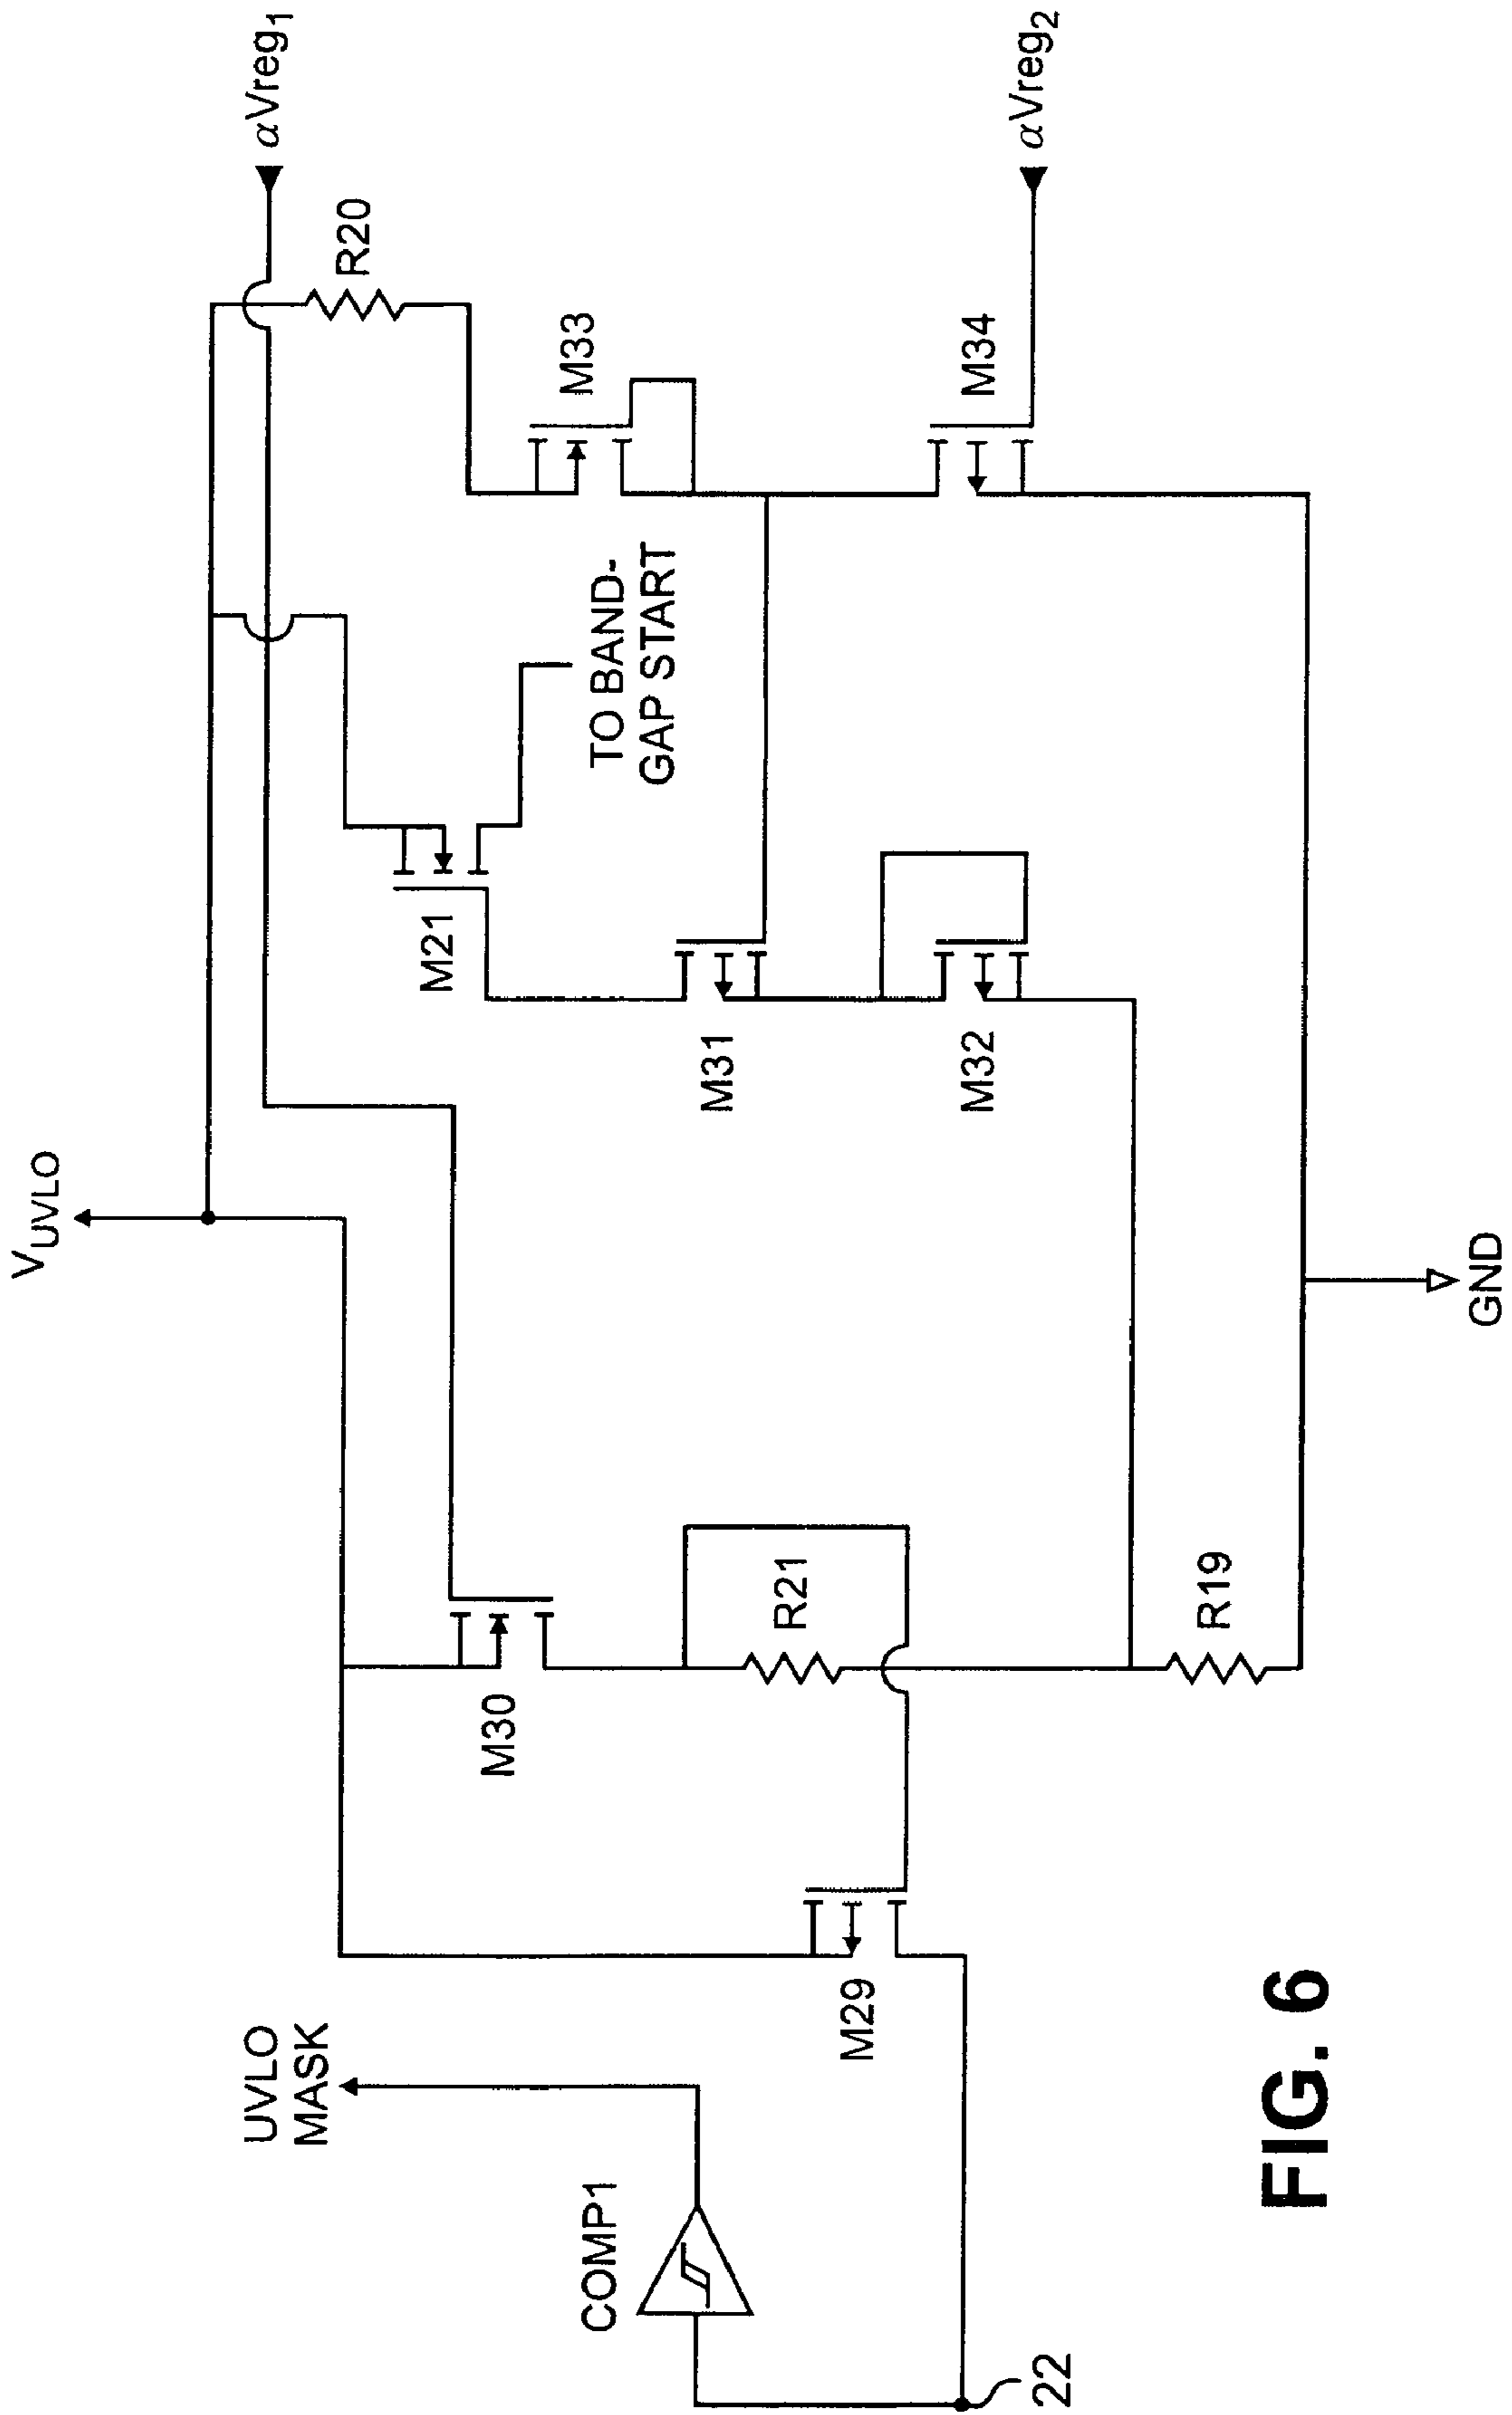 V_UVLO
αVreg₁
R20
UVLO
MASK
M30
M21
M33
TO BAND-
GAP START
COMP1
M29
R21
M31
M32
M34
αVreg₂
R19
22
GND
FIG. 6